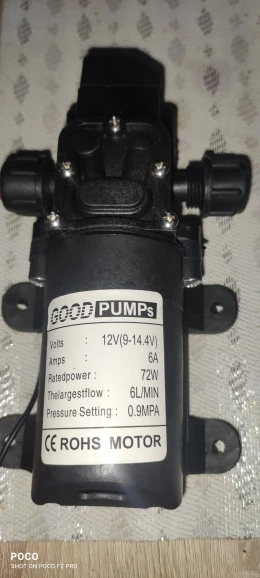 GOOD PUMPs
Volts : 12V(9-14.4V)
Amps : 6A
Ratedpower : 72W
Thelargestflow : 6L/MIN
Pressure Setting : 0.9MPA
CE ROHS MOTOR
POCO
SHOT ON POCO F2 PRO